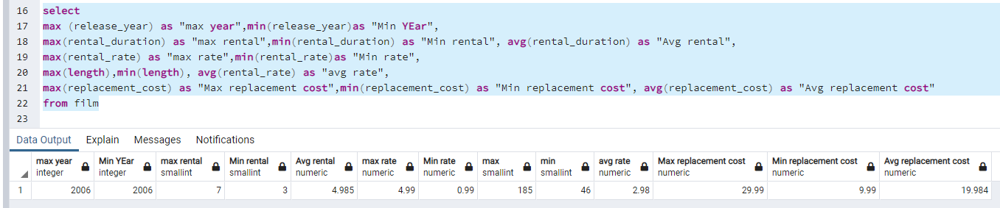 16 select
17 max (release_year) as "max year",min(release_year)as "Min YEar",
18 max(rental_duration) as "max rental",min(rental_duration) as "Min rental", avg(rental_duration) as "Avg rental",
19 max(rental_rate) as "max rate",min(rental_rate)as "Min rate",
20 max(length),min(length), avg(rental_rate) as "avg rate",
21 max(replacement_cost) as "Max replacement cost",min(replacement_cost) as "Min replacement cost", avg(replacement_cost) as "Avg replacement cost"
22 from film
23
Data Output Explain Messages Notifications
max year Min YEar max rental Min rental Avg rental max rate Min rate max min avg rate Max replacement cost Min replacement cost Avg replacement cost
integer integer smallint smallint numeric numeric numeric smallint smallint numeric numeric numeric numeric
1 2006 2006 7 3 4.985 4.99 0.99 185 46 2.98 29.99 9.99 19.984